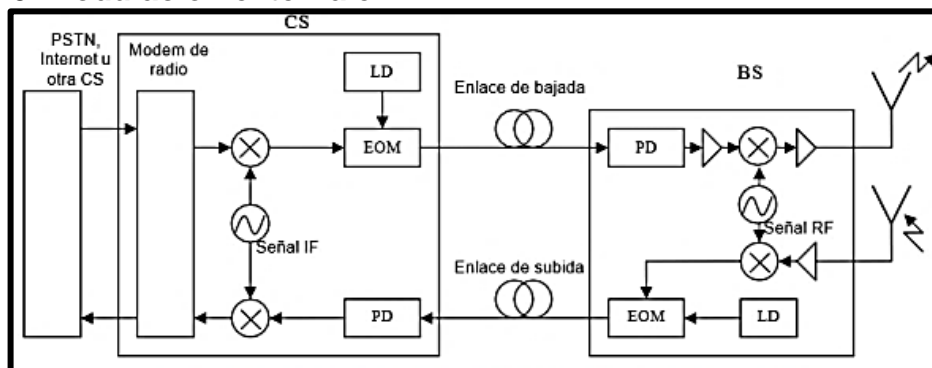 CS
PSTN,
Internet u
otra CS
Modem de
radio
LD
EOM
Señal IF
PD
Enlace de bajada
Enlace de subida
BS
PD
Señal RF
EOM
LD